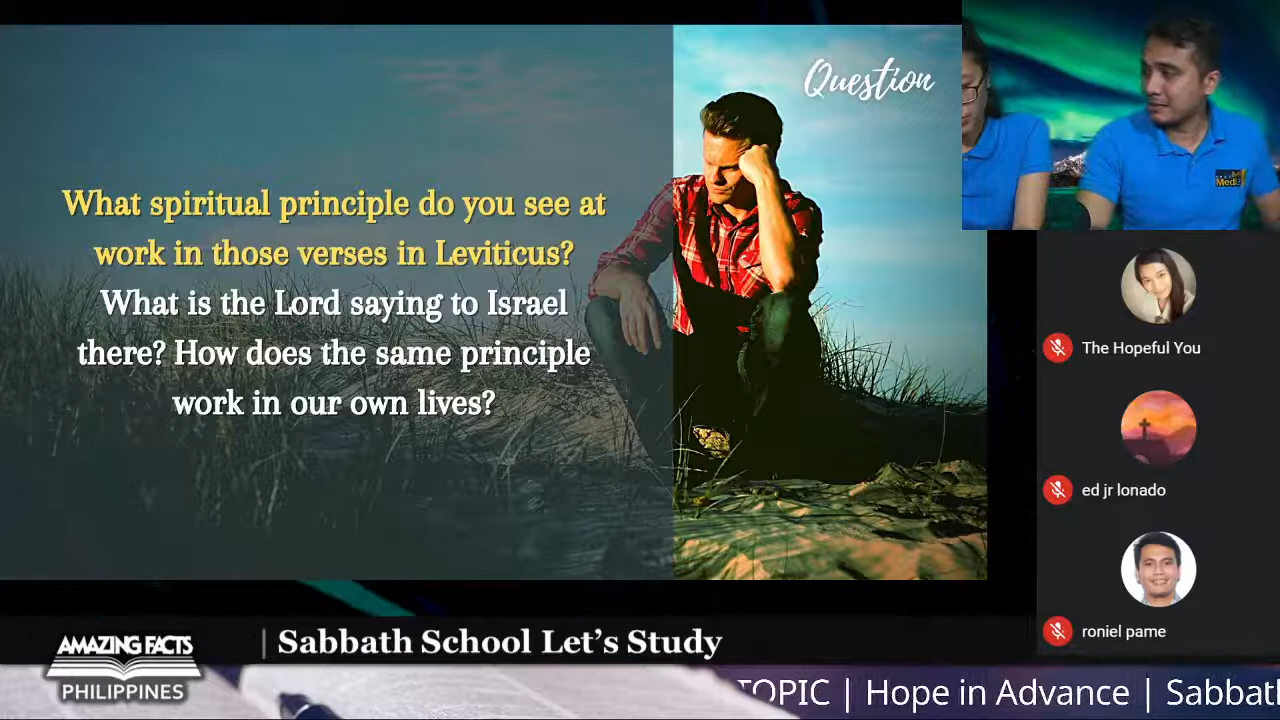 Question
What spiritual principle do you see at
work in those verses in Leviticus?
What is the Lord saying to Israel
there? How does the same principle
work in our own lives?
The Hopeful You
ed jr lonado
roniel pame
AMAZING FACTS
PHILIPPINES
| Sabbath School Let’s Study
TOPIC | Hope in Advance | Sabbath